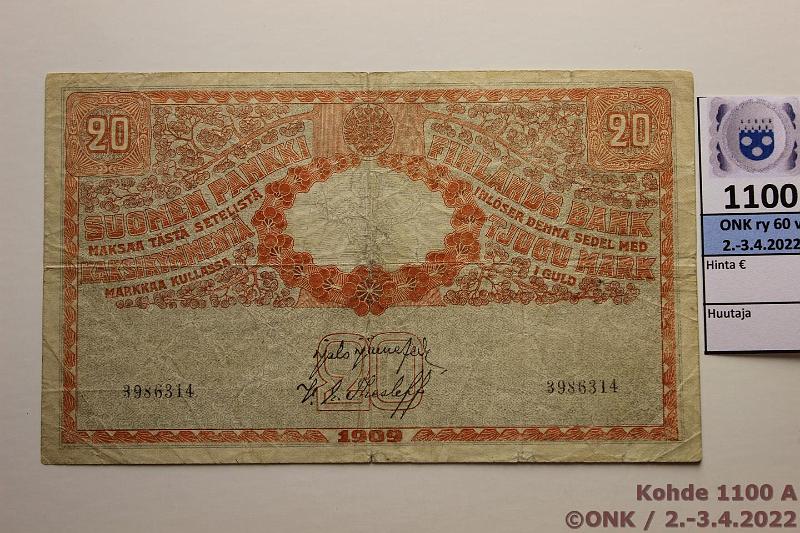 20
20
SUOMEN PANKKI
MAKSAA TÄSTÄ SETELISTÄ
KAKSIKYMMENTÄ
MARKKAA KULLASSA
FINLANDS BANK
INLÖSER DENNA SEDEL MED
TJUGU MARK
I GULD
20
3986314
3986314
1909
1100
ONK ry 60 v
2.-3.4.2022
Hinta €
Huutaja
Kohde 1100 A
©ONK / 2.-3.4.2022